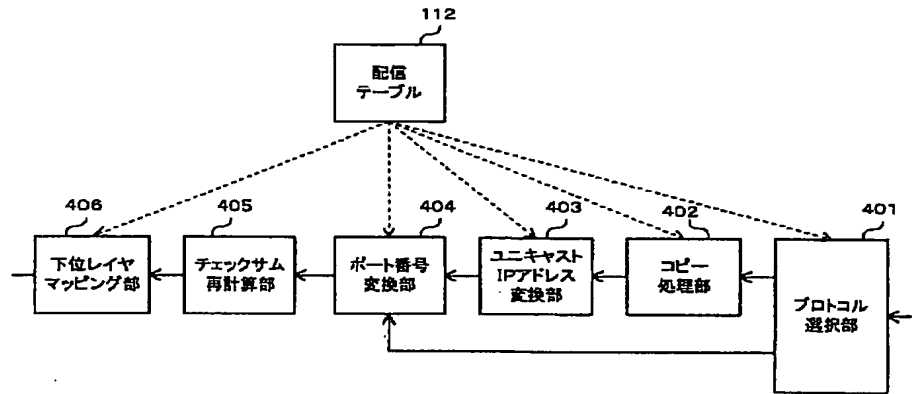 112
配信
テーブル
406
405
404
403
402
401
下位レイヤ
マッピング部
チェックサム
再計算部
ポート番号
変換部
ユニキャスト
IPアドレス
変換部
コピー
処理部
プロトコル
選択部